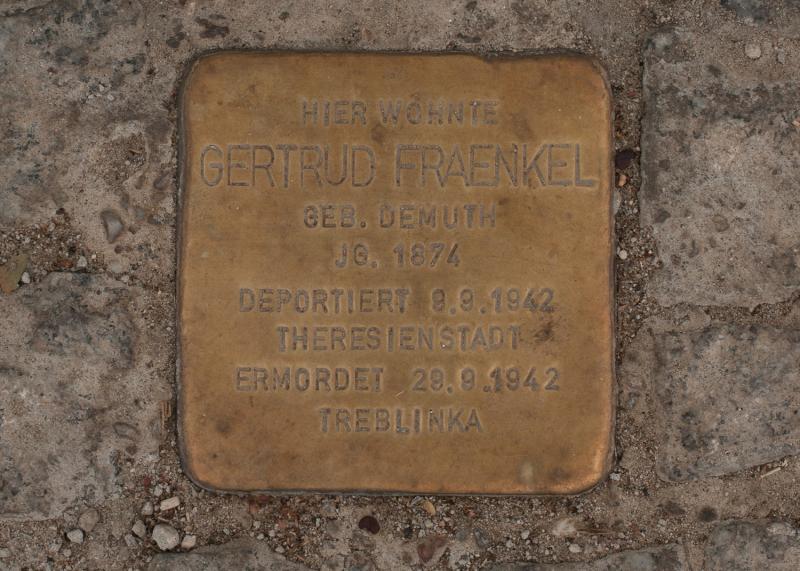 HIER WOHNTE
GERTRUD FRAENKEL
GEB. DEMUTH
JG. 1874
DEPORTIERT 9.9.1942
THERESIENSTADT
ERMORDET 29.9.1942
TREBLINKA